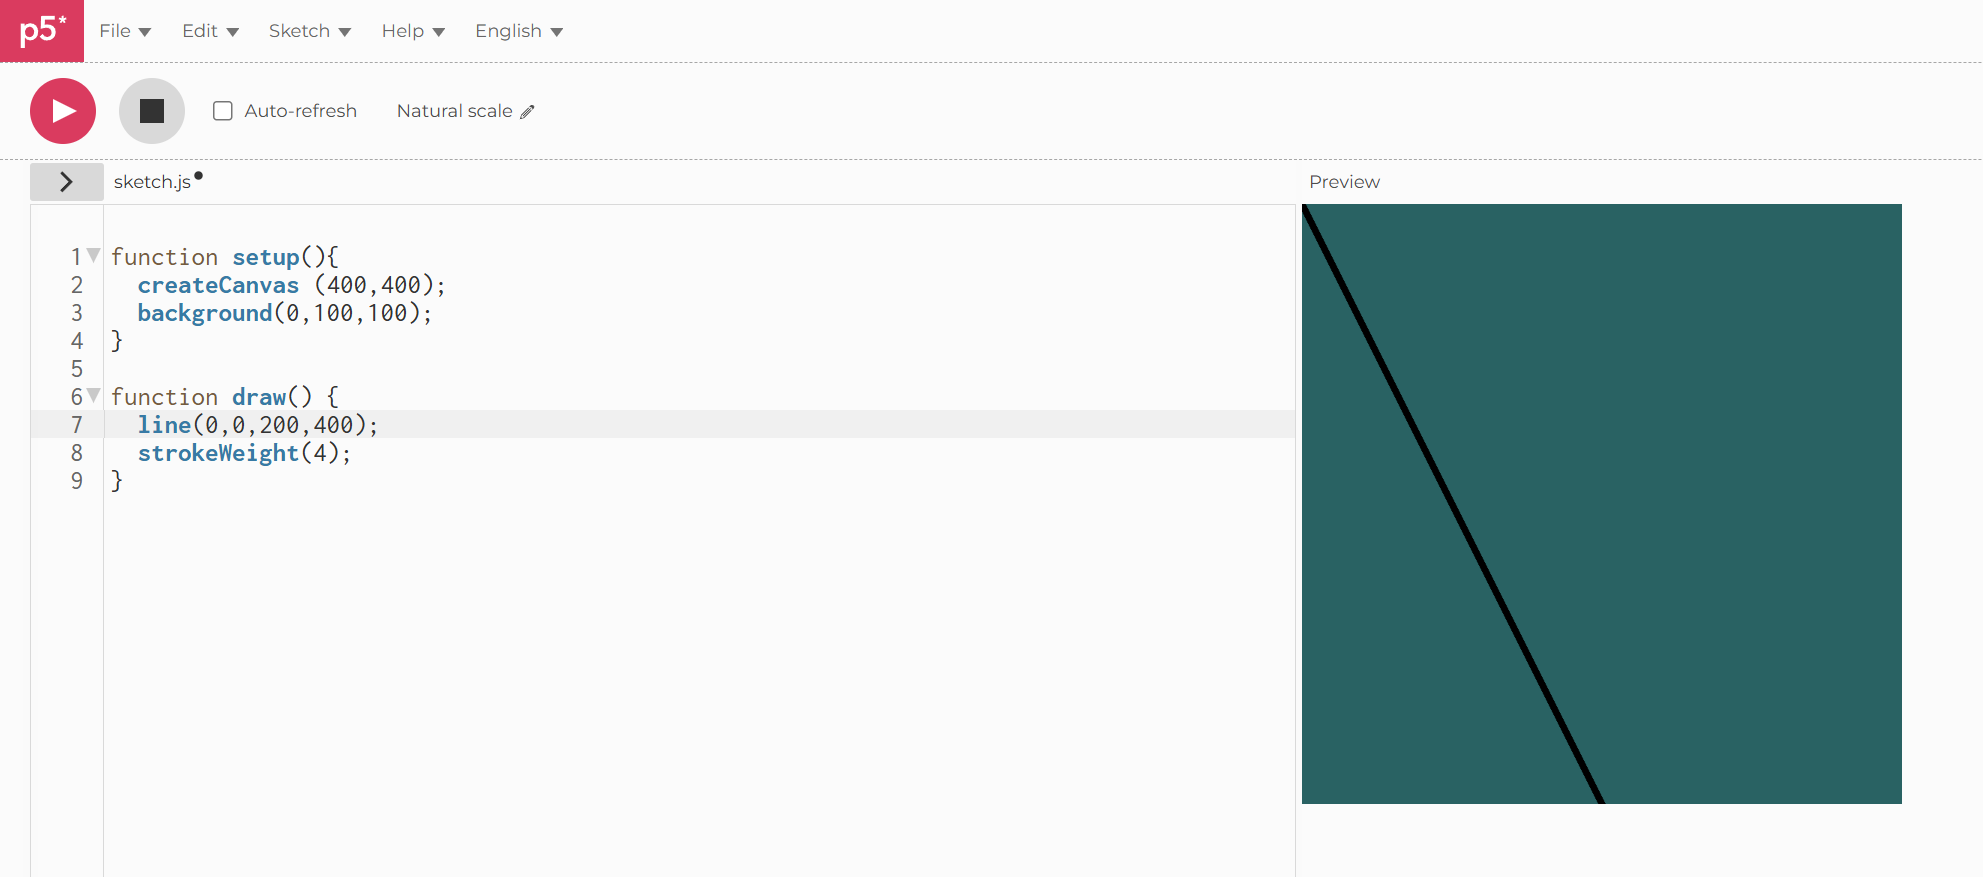 p5*
File Edit Sketch Help English
Auto-refresh Natural scale
sketch.js Preview
1 function setup(){
2 createCanvas (400,400);
3 background(0,100,100);
4 }
5
6 function draw() {
7 line(0,0,200,400);
8 strokeWeight(4);
9 }